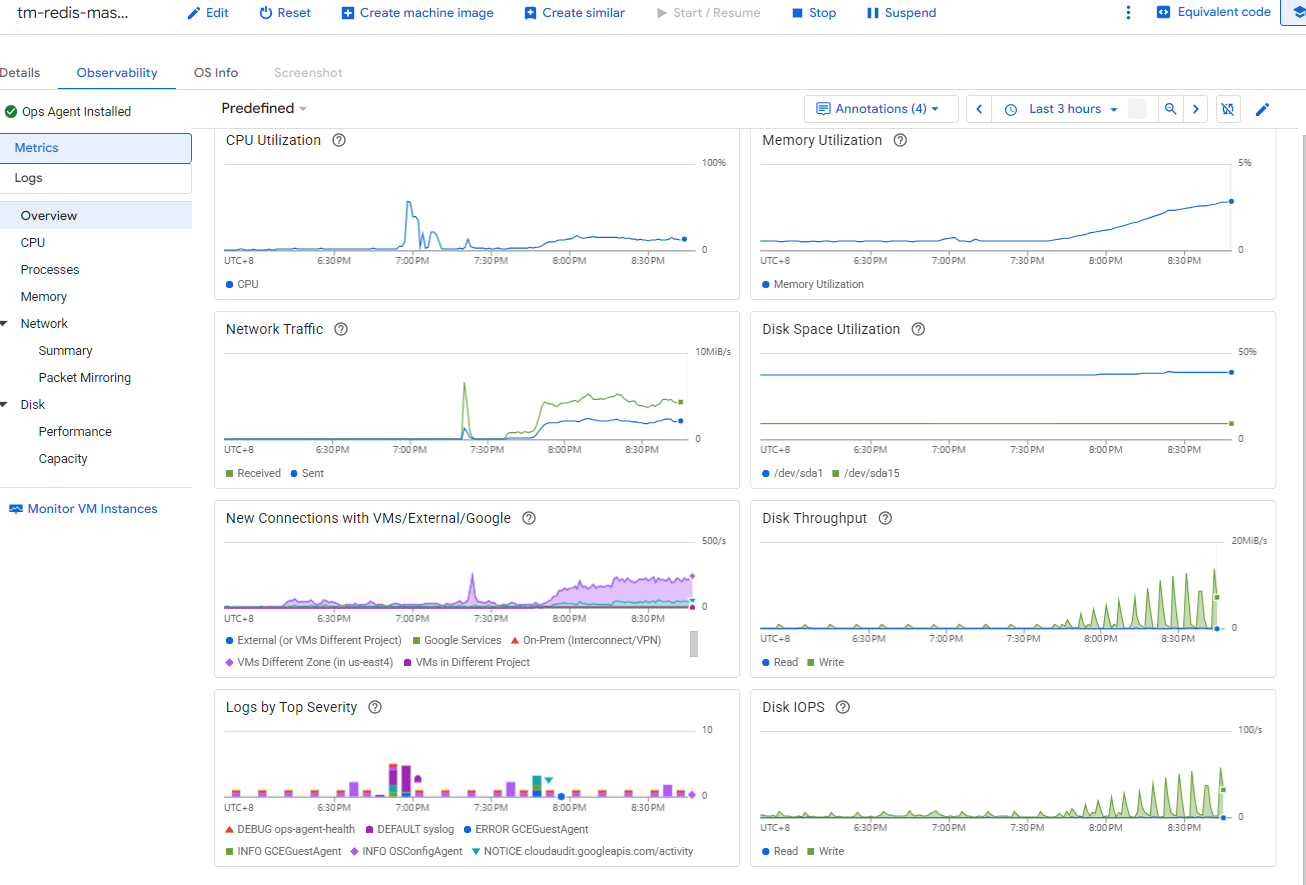 tm-redis-mas...
Edit
Reset
Create machine image
Create similar
Start / Resume
Stop
Suspend
Equivalent code
Details
Observability
OS Info
Screenshot
Ops Agent Installed
Metrics
Logs
Overview
CPU
Processes
Memory
Network
Summary
Packet Mirroring
Disk
Performance
Capacity
Monitor VM Instances
Predefined
Annotations (4)
Last 3 hours
CPU Utilization
100%
0
UTC+8 6:30 PM 7:00 PM 7:30 PM 8:00 PM 8:30 PM
CPU
Memory Utilization
5%
0
UTC+8 6:30 PM 7:00 PM 7:30 PM 8:00 PM 8:30 PM
Memory Utilization
Network Traffic
10MiB/s
0
UTC+8 6:30 PM 7:00 PM 7:30 PM 8:00 PM 8:30 PM
Received Sent
Disk Space Utilization
50%
0
UTC+8 6:30 PM 7:00 PM 7:30 PM 8:00 PM 8:30 PM
/dev/sda1 /dev/sda15
New Connections with VMs/External/Google
500/s
0
UTC+8 6:30 PM 7:00 PM 7:30 PM 8:00 PM 8:30 PM
External (or VMs Different Project) Google Services On-Prem (Interconnect/VPN)
VMs Different Zone (in us-east4) VMs in Different Project
Disk Throughput
20MiB/s
0
UTC+8 6:30 PM 7:00 PM 7:30 PM 8:00 PM 8:30 PM
Read Write
Logs by Top Severity
10
0
UTC+8 6:30 PM 7:00 PM 7:30 PM 8:00 PM 8:30 PM
DEBUG ops-agent-health DEFAULT syslog ERROR GCEGuestAgent
INFO GCEGuestAgent INFO OSConfigAgent NOTICE cloudaudit.googleapis.com/activity
Disk IOPS
100/s
0
UTC+8 6:30 PM 7:00 PM 7:30 PM 8:00 PM 8:30 PM
Read Write